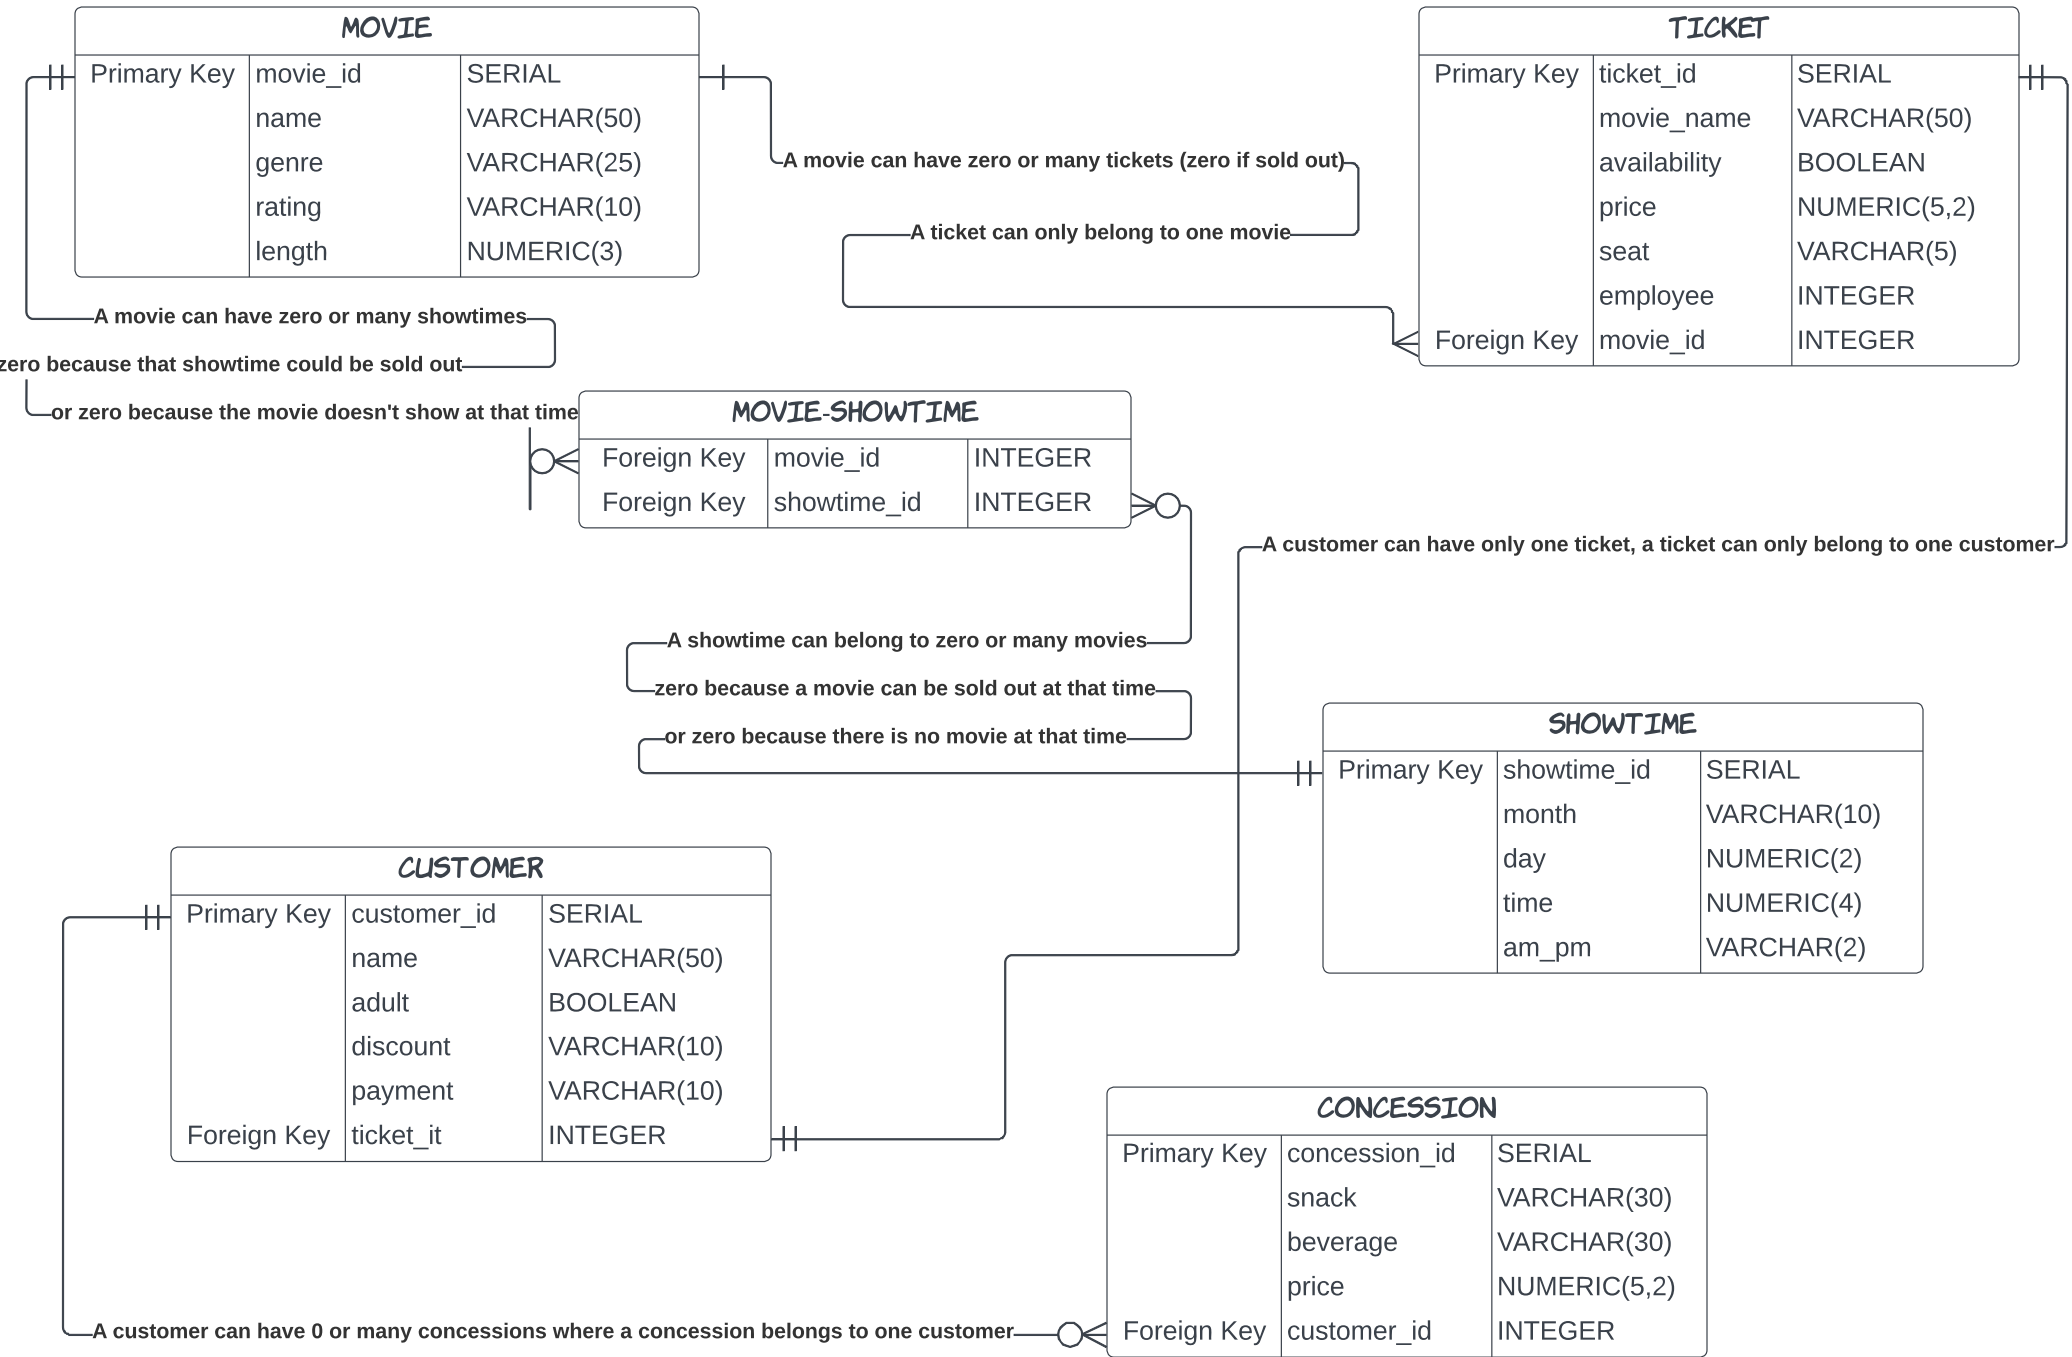 MOVIE
Primary Key movie_id SERIAL
name VARCHAR(50)
genre VARCHAR(25)
rating VARCHAR(10)
length NUMERIC(3)
TICKET
Primary Key ticket_id SERIAL
movie_name VARCHAR(50)
availability BOOLEAN
price NUMERIC(5,2)
seat VARCHAR(5)
employee INTEGER
Foreign Key movie_id INTEGER
A movie can have zero or many tickets (zero if sold out)
A ticket can only belong to one movie
A movie can have zero or many showtimes
zero because that showtime could be sold out
or zero because the movie doesn't show at that time
MOVIE-SHOWTIME
Foreign Key movie_id INTEGER
Foreign Key showtime_id INTEGER
A customer can have only one ticket, a ticket can only belong to one customer
A showtime can belong to zero or many movies
zero because a movie can be sold out at that time
or zero because there is no movie at that time
SHOWTIME
Primary Key showtime_id SERIAL
month VARCHAR(10)
day NUMERIC(2)
time NUMERIC(4)
am_pm VARCHAR(2)
CUSTOMER
Primary Key customer_id SERIAL
name VARCHAR(50)
adult BOOLEAN
discount VARCHAR(10)
payment VARCHAR(10)
Foreign Key ticket_it INTEGER
CONCESSION
Primary Key concession_id SERIAL
snack VARCHAR(30)
beverage VARCHAR(30)
price NUMERIC(5,2)
Foreign Key customer_id INTEGER
A customer can have 0 or many concessions where a concession belongs to one customer